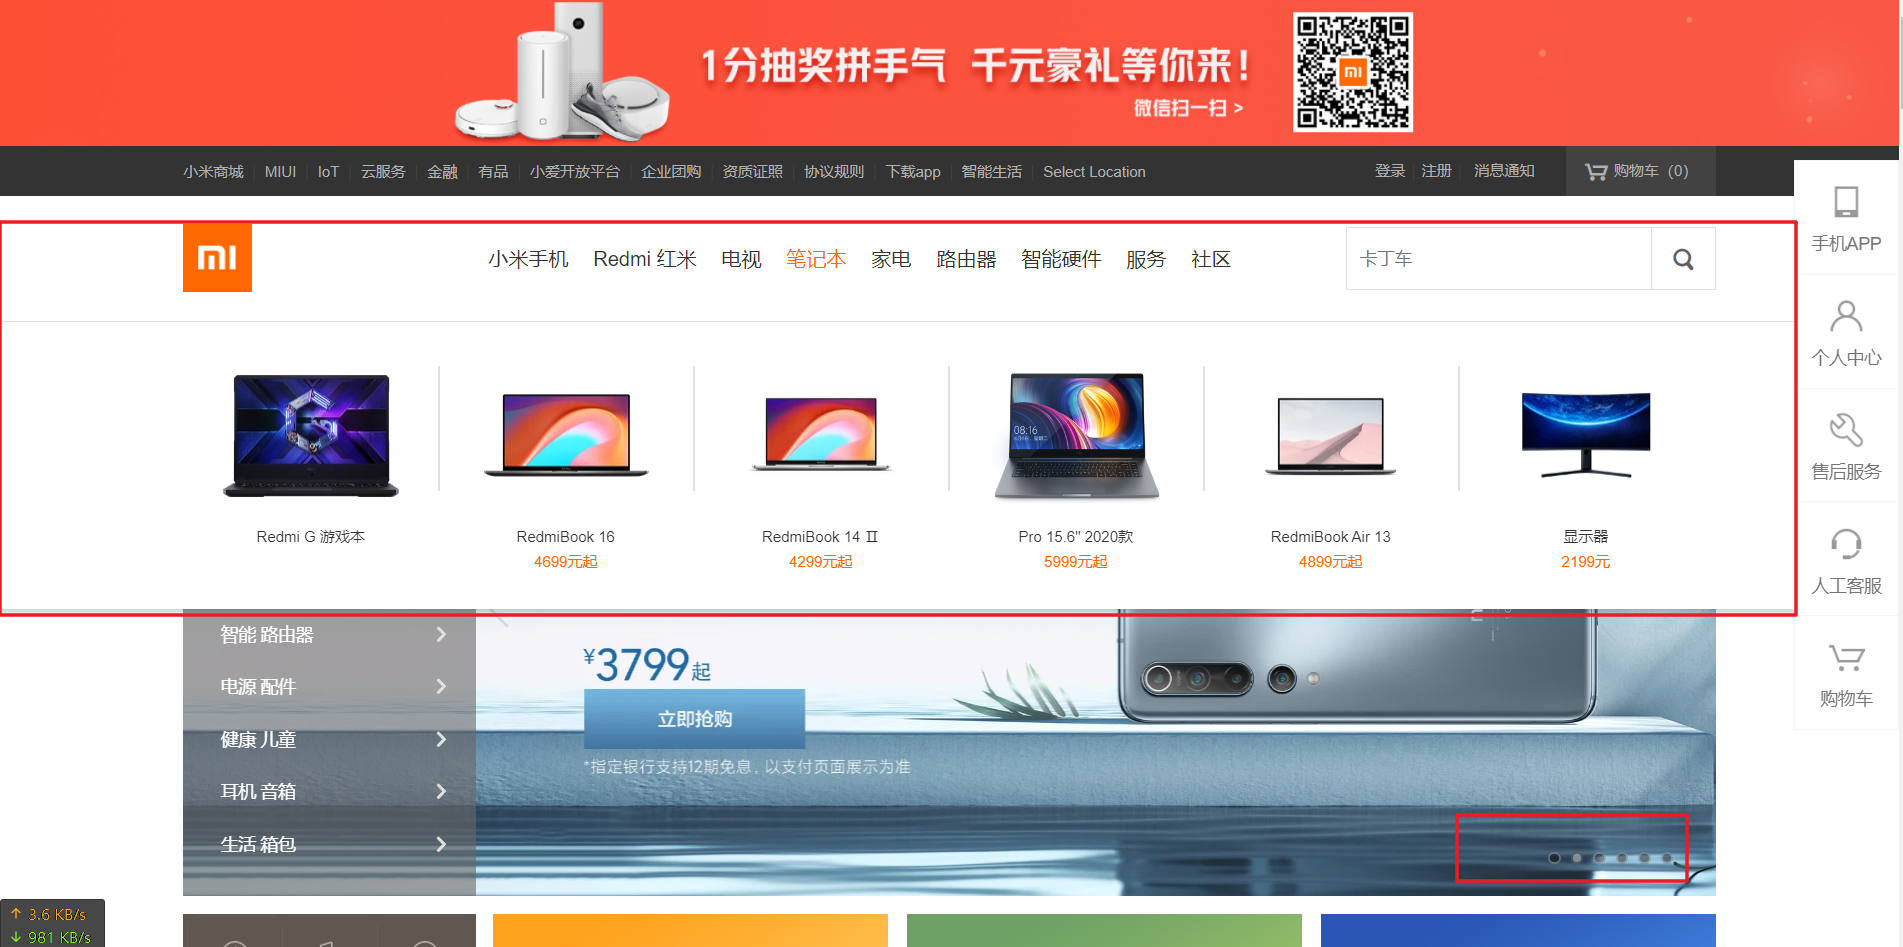 1分抽奖拼手气 千元豪礼等你来!
微信扫一扫 >
小米商城 MIUI IoT 云服务 金融 有品 小爱开放平台 企业团购 资质证照 协议规则 下载app 智能生活 Select Location 登录 注册 消息通知 购物车 (0)
小米手机 Redmi 红米 电视 笔记本 家电 路由器 智能硬件 服务 社区 卡丁车
08:16
Redmi G 游戏本 RedmiBook 16 RedmiBook 14 Ⅱ Pro 15.6" 2020款 RedmiBook Air 13 显示器
4699元起 4299元起 5999元起 4899元起 2199元
手机APP
个人中心
售后服务
人工客服
购物车
智能 路由器
电源 配件
健康 儿童
耳机 音箱
生活 箱包
¥3799起
立即抢购
*指定银行支持12期免息，以支付页面展示为准
↑ 3.6 KB/s
↓ 981 KB/s